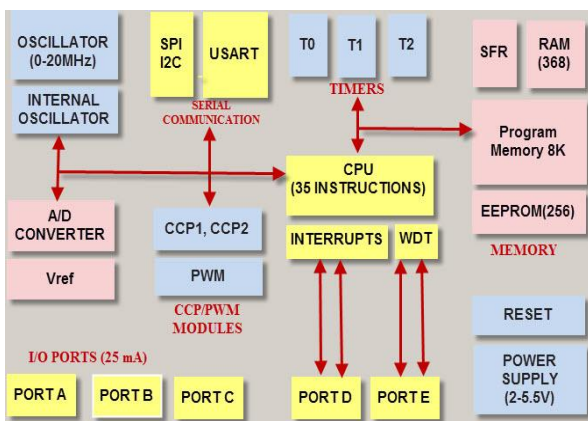 OSCILLATOR
(0-20MHz)
INTERNAL
OSCILLATOR
SPI
I2C
USART
SERIAL
COMMUNICATION
T0
T1
T2
TIMERS
SFR
RAM
(368)
Program
Memory 8K
EEPROM(256)
MEMORY
CPU
(35 INSTRUCTIONS)
A/D
CONVERTER
Vref
CCP1, CCP2
PWM
CCP/PWM
MODULES
INTERRUPTS
WDT
RESET
POWER
SUPPLY
(2-5.5V)
I/O PORTS (25 mA)
PORT A
PORT B
PORT C
PORT D
PORT E